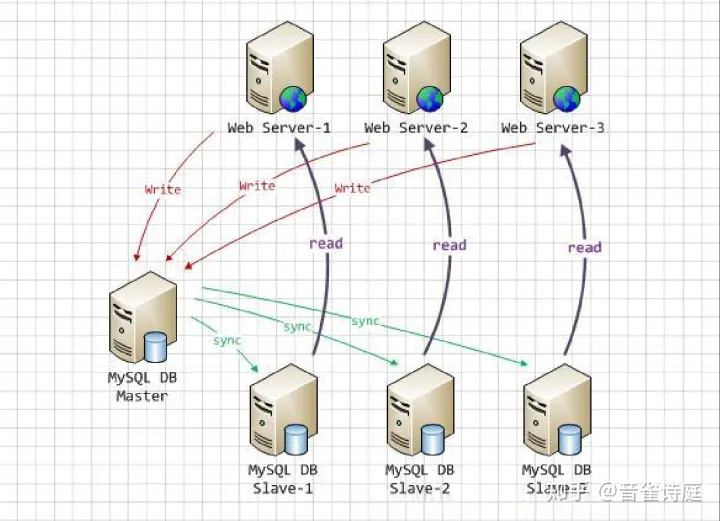 Web Server-1
Web Server-2
Web Server-3
Write
Write
Write
read
read
read
sync
sync
sync
MySQL DB
Master
MySQL DB
Slave-1
MySQL DB
Slave-2
MySQL DB
Slave-3
知乎 @音雀诗庭